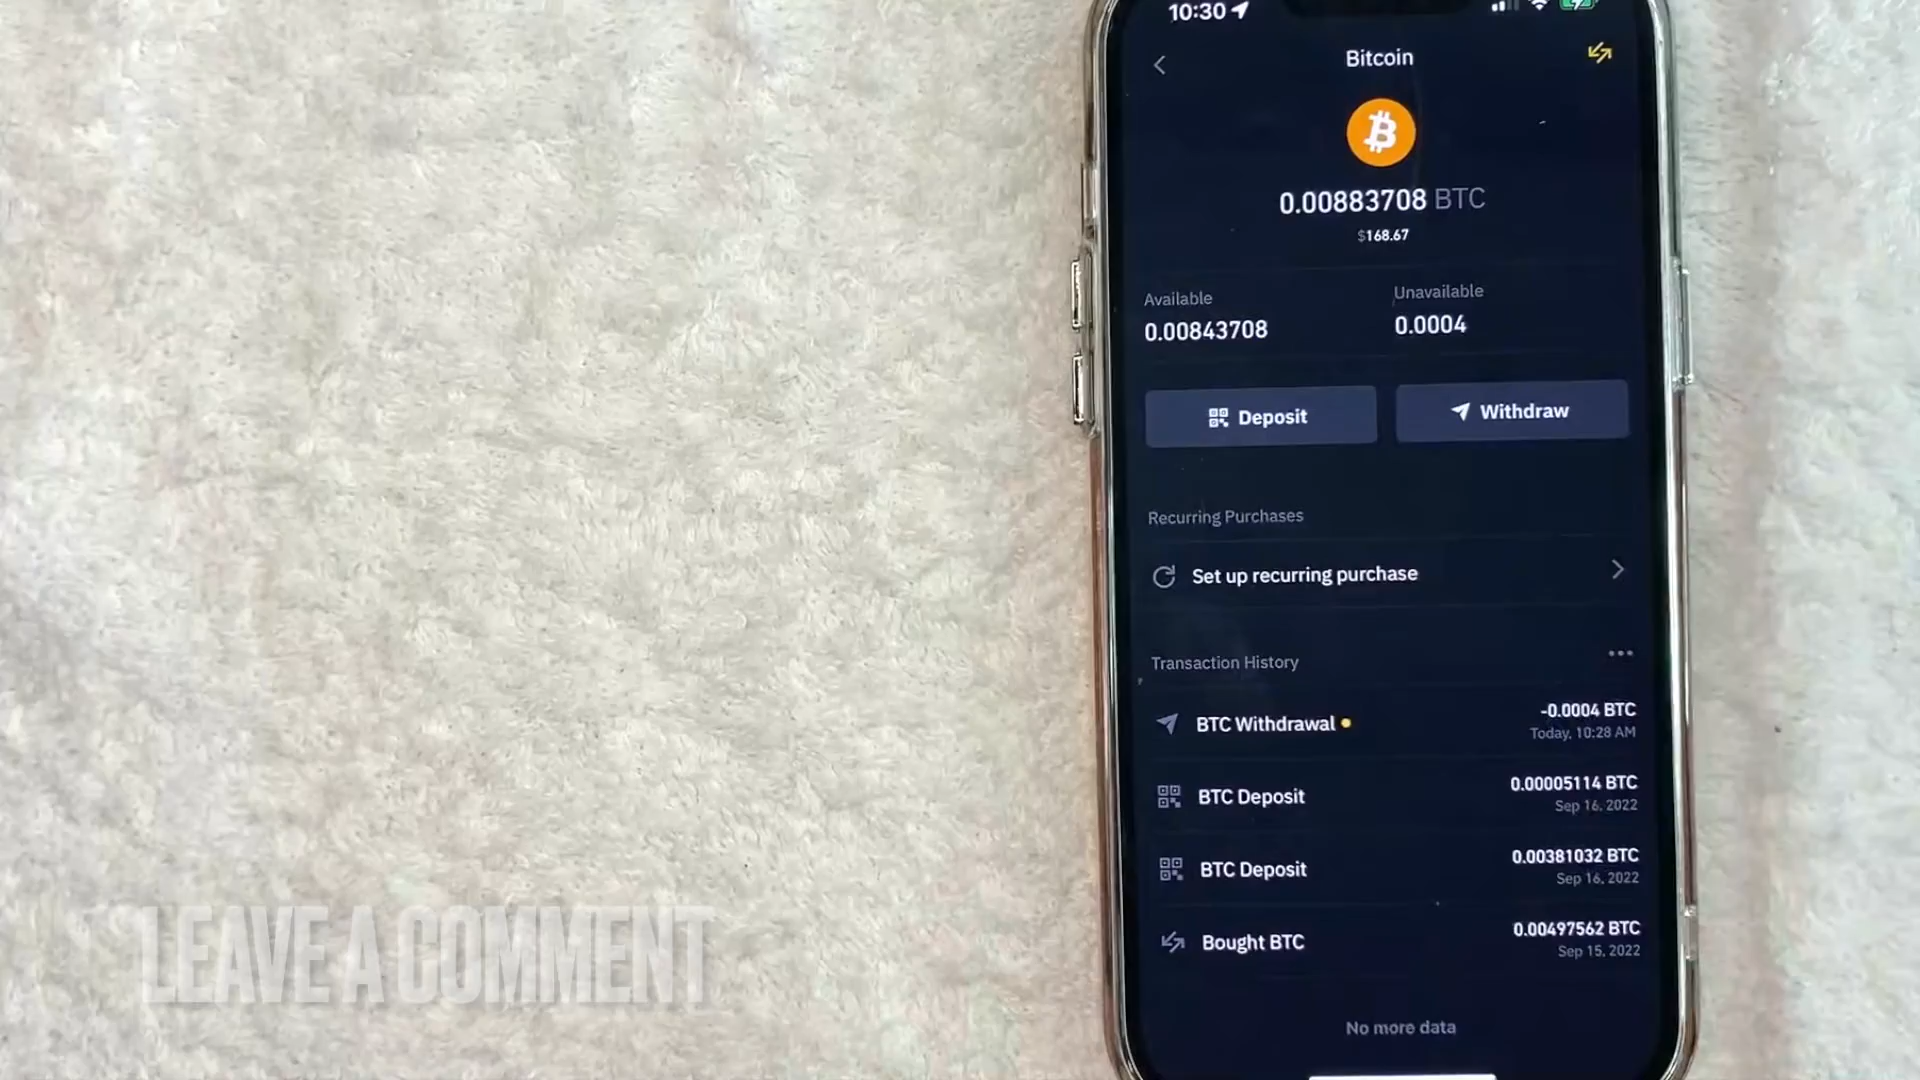 10:30
Bitcoin
0.00883708 BTC
$168.67
Available
Unavailable
0.00843708
0.0004
Deposit
Withdraw
Recurring Purchases
Set up recurring purchase
Transaction History
BTC Withdrawal
-0.0004 BTC
Today, 10:28 AM
BTC Deposit
0.00005114 BTC
Sep 16, 2022
BTC Deposit
0.00381032 BTC
Sep 16, 2022
Bought BTC
0.00497562 BTC
Sep 15, 2022
No more data
LEAVE A COMMENT